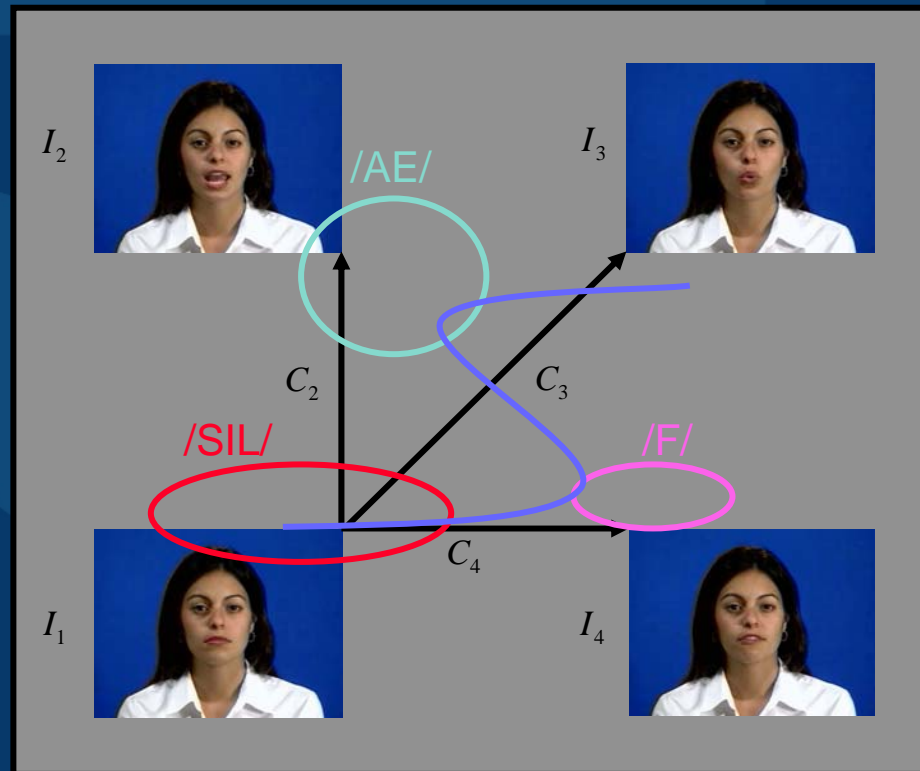 I₂
/AE/
I₃
C₂
C₃
/SIL/
/F/
C₄
I₁
I₄